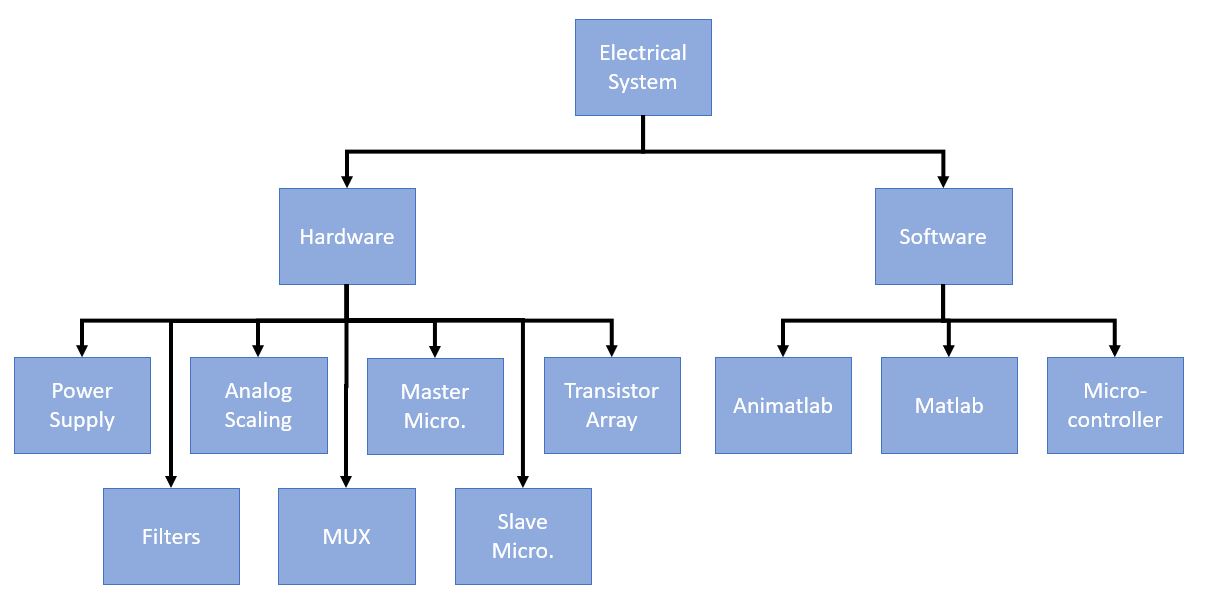 Electrical
System
Hardware
Software
Power
Supply
Analog
Scaling
Master
Micro.
Transistor
Array
Animatlab
Matlab
Micro-
controller
Filters
MUX
Slave
Micro.